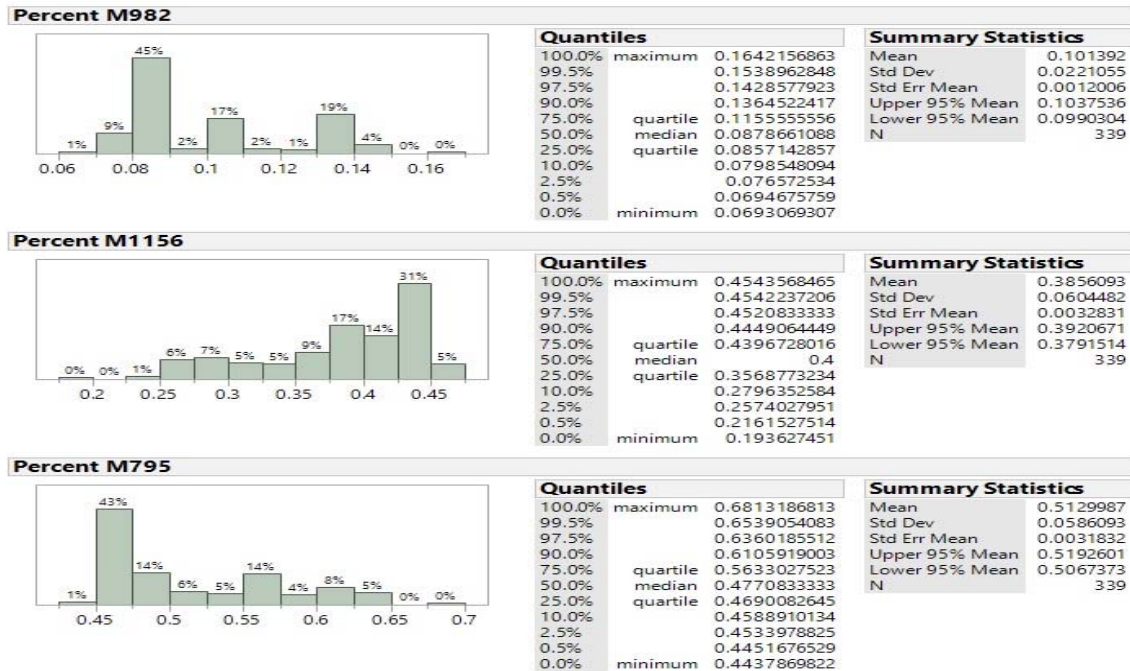 Percent M982
1% 9% 45% 2% 17% 2% 1% 19% 4% 0% 0%
0.06 0.08 0.1 0.12 0.14 0.16
Quantiles
100.0% maximum 0.1642156863
99.5% 0.1538962848
97.5% 0.1428577923
90.0% 0.1364522417
75.0% quartile 0.1155555556
50.0% median 0.0878661088
25.0% quartile 0.0857142857
10.0% 0.0798548094
2.5% 0.076572534
0.5% 0.0694675759
0.0% minimum 0.0693069307
Summary Statistics
Mean 0.101392
Std Dev 0.0221055
Std Err Mean 0.0012006
Upper 95% Mean 0.1037536
Lower 95% Mean 0.0990304
N 339
Percent M1156
0% 0% 1% 6% 7% 5% 5% 9% 17% 14% 31% 5%
0.2 0.25 0.3 0.35 0.4 0.45
Quantiles
100.0% maximum 0.4543568465
99.5% 0.4542237206
97.5% 0.4520833333
90.0% 0.4449064449
75.0% quartile 0.4396728016
50.0% median 0.4
25.0% quartile 0.3568773234
10.0% 0.2796352584
2.5% 0.2574027951
0.5% 0.2161527514
0.0% minimum 0.193627451
Summary Statistics
Mean 0.3856093
Std Dev 0.0604482
Std Err Mean 0.0032831
Upper 95% Mean 0.3920671
Lower 95% Mean 0.3791514
N 339
Percent M795
1% 43% 14% 6% 5% 14% 4% 8% 5% 0% 0%
0.45 0.5 0.55 0.6 0.65 0.7
Quantiles
100.0% maximum 0.6813186813
99.5% 0.6539054083
97.5% 0.6360185512
90.0% 0.6105919003
75.0% quartile 0.5633027523
50.0% median 0.4770833333
25.0% quartile 0.4690082645
10.0% 0.4588910134
2.5% 0.4533978825
0.5% 0.4451676529
0.0% minimum 0.4437869822
Summary Statistics
Mean 0.5129987
Std Dev 0.0586093
Std Err Mean 0.0031832
Upper 95% Mean 0.5192601
Lower 95% Mean 0.5067373
N 339